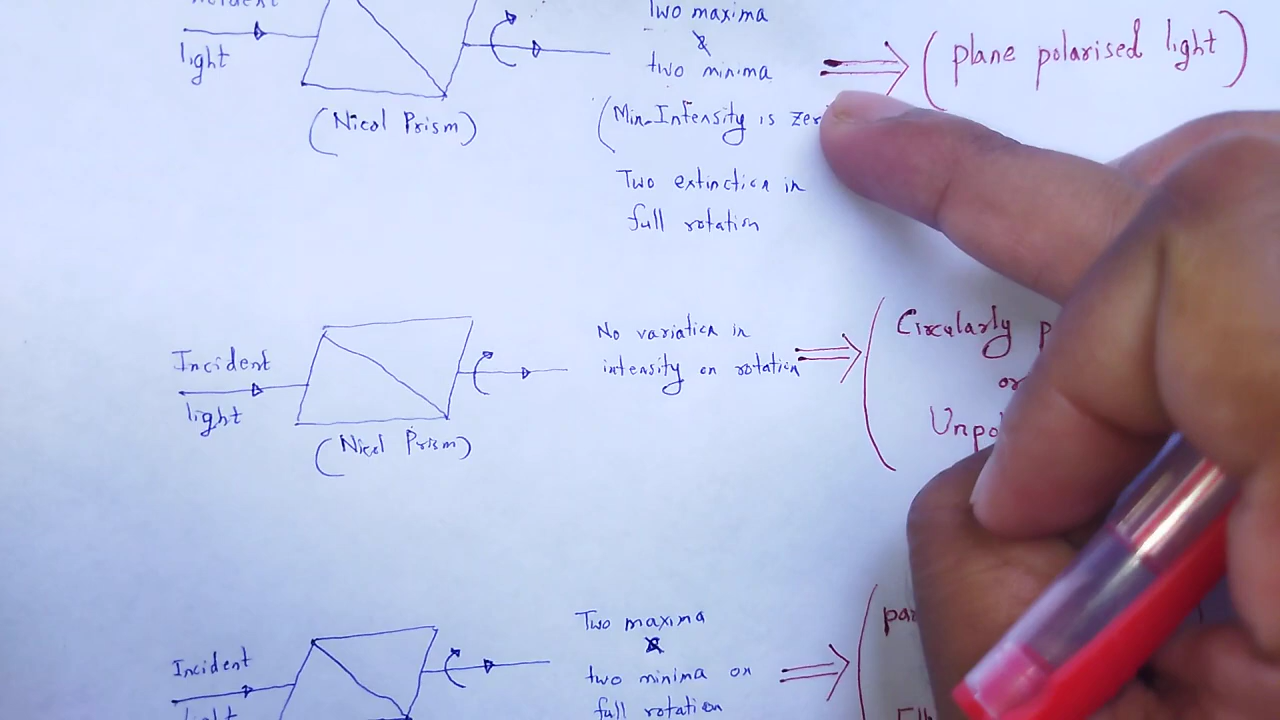 light
(Nicol Prism)
Two maxima
&
two minima
(Min-Intensity is zer
Two extinction in
full rotation
(plane polarised light)
Incident
light
(Nicol Prism)
No variation in
intensity on rotation
(Circularly p
or
Unpo
Incident
light
Two maxima
&
two minima on
full rotation
(par